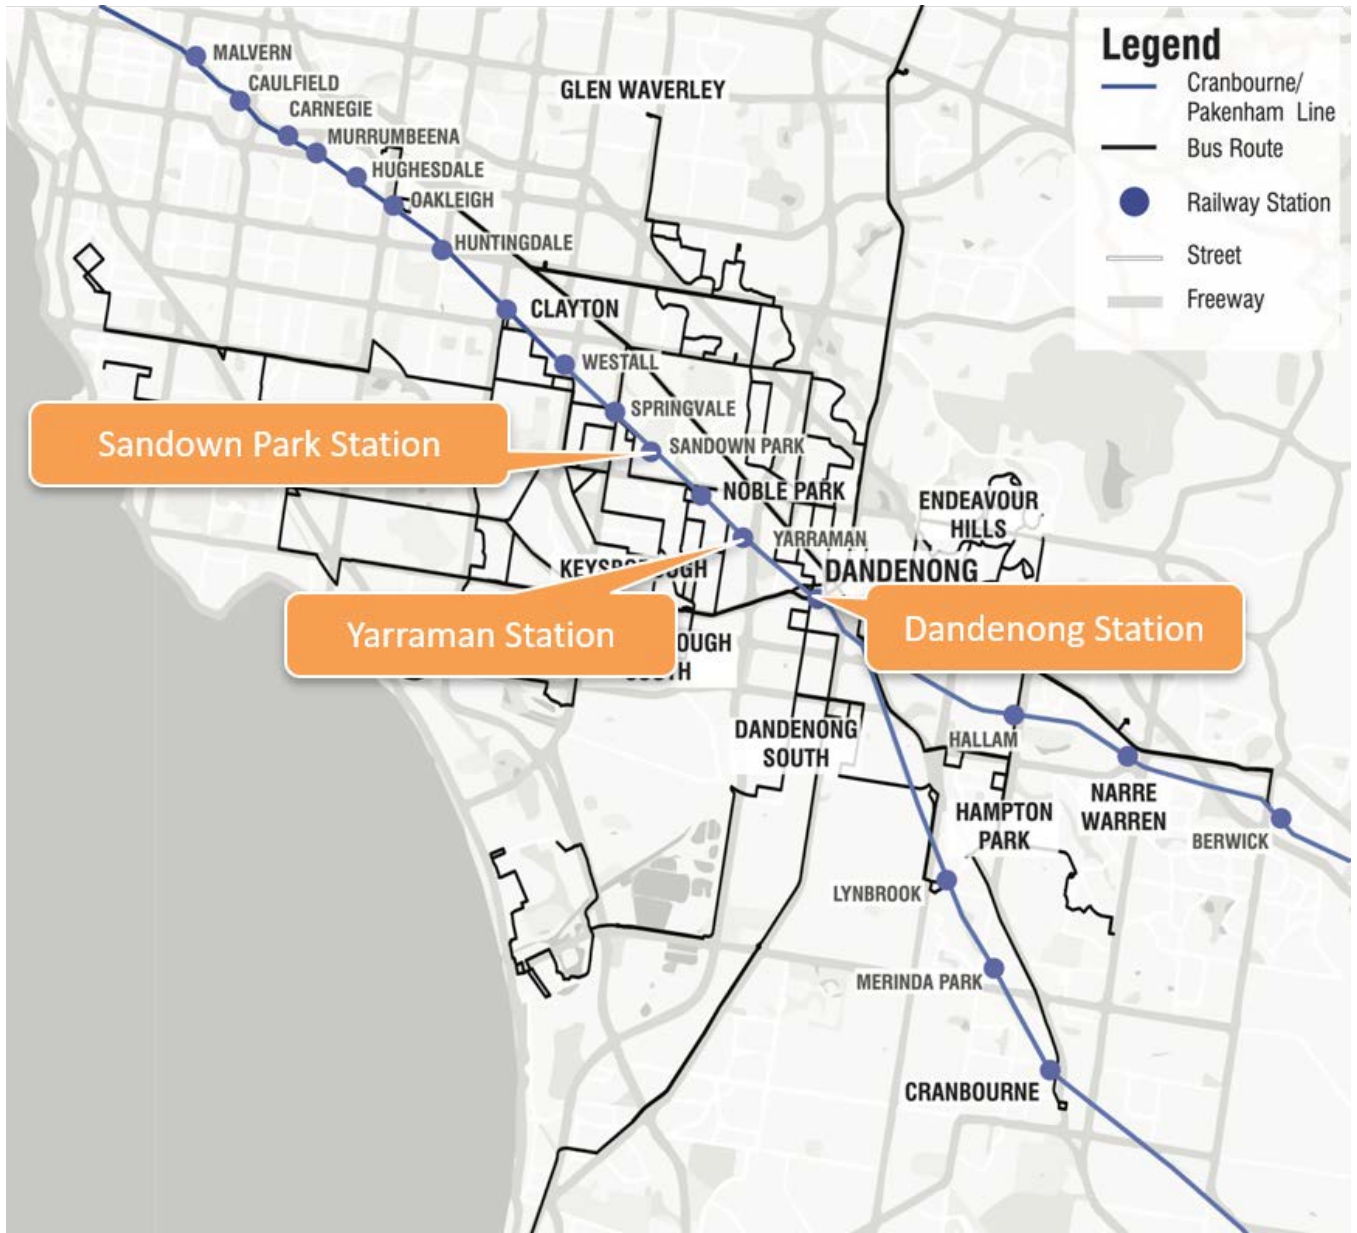 MALVERN
CAULFIELD
CARNEGIE
MURRUMBEENA
HUGHESDALE
OAKLEIGH
HUNTINGDALE
GLEN WAVERLEY
Legend
Cranbourne/
Pakenham Line
Bus Route
Railway Station
Street
Freeway
CLAYTON
WESTALL
SPRINGVALE
Sandown Park Station
SANDOWN PARK
NOBLE PARK
ENDEAVOUR
HILLS
YARRAMAN
KEYSBOROUGH
DANDENONG
Yarraman Station
Dandenong Station
OUGH
DANDENONG
SOUTH
HALLAM
NARRE
WARREN
HAMPTON
PARK
BERWICK
LYNBROOK
MERINDA PARK
CRANBOURNE